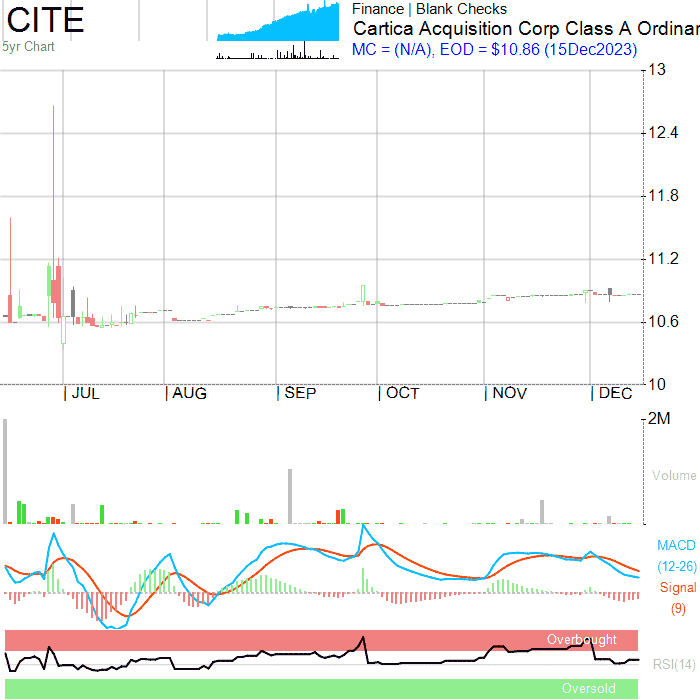 CITE
5yr Chart
Finance | Blank Checks
Cartica Acquisition Corp Class A Ordinar
MC = (N/A), EOD = $10.86 (15Dec2023)
13
12.4
11.8
11.2
10.6
10
| JUL | AUG | SEP | OCT | NOV | DEC
2M
Volume
MACD
(12-26)
Signal
(9)
Overbought
RSI(14)
Oversold